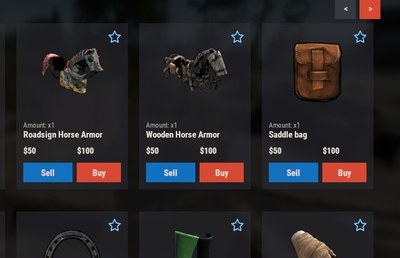 < >
Amount: x1 Amount: x1 Amount: x1
Roadsign Horse Armor Wooden Horse Armor Saddle bag
$50 $100 $50 $100 $50 $100
Sell Buy Sell Buy Sell Buy